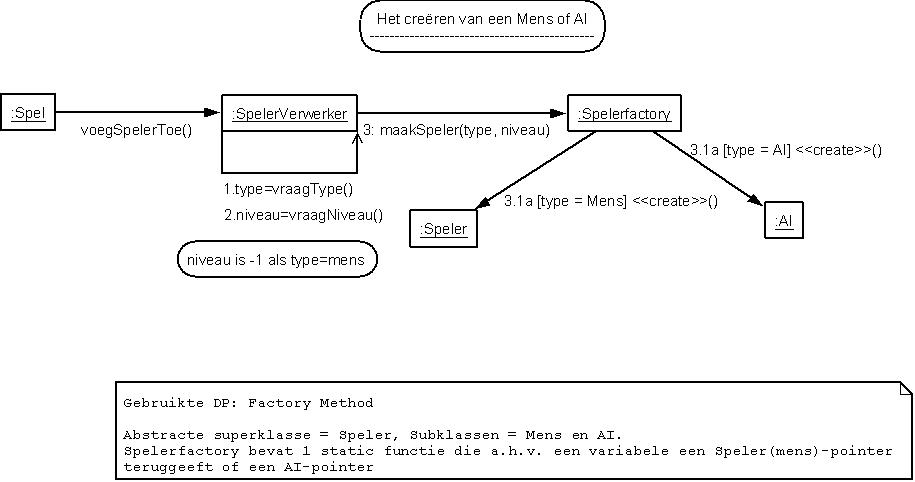 Het creëren van een Mens of AI
:Spel
voegSpelerToe()
:SpelerVerwerker
3: maakSpeler(type, niveau)
:Spelerfactory
1.type=vraagType()
2.niveau=vraagNiveau()
3.1a [type = AI] <<create>>()
3.1a [type = Mens] <<create>>()
:Speler
:AI
niveau is -1 als type=mens
Gebruikte DP: Factory Method
Abstracte superklasse = Speler, Subklassen = Mens en AI.
Spelerfactory bevat 1 static functie die a.h.v. een variabele een Speler(mens)-pointer
teruggeeft of een AI-pointer